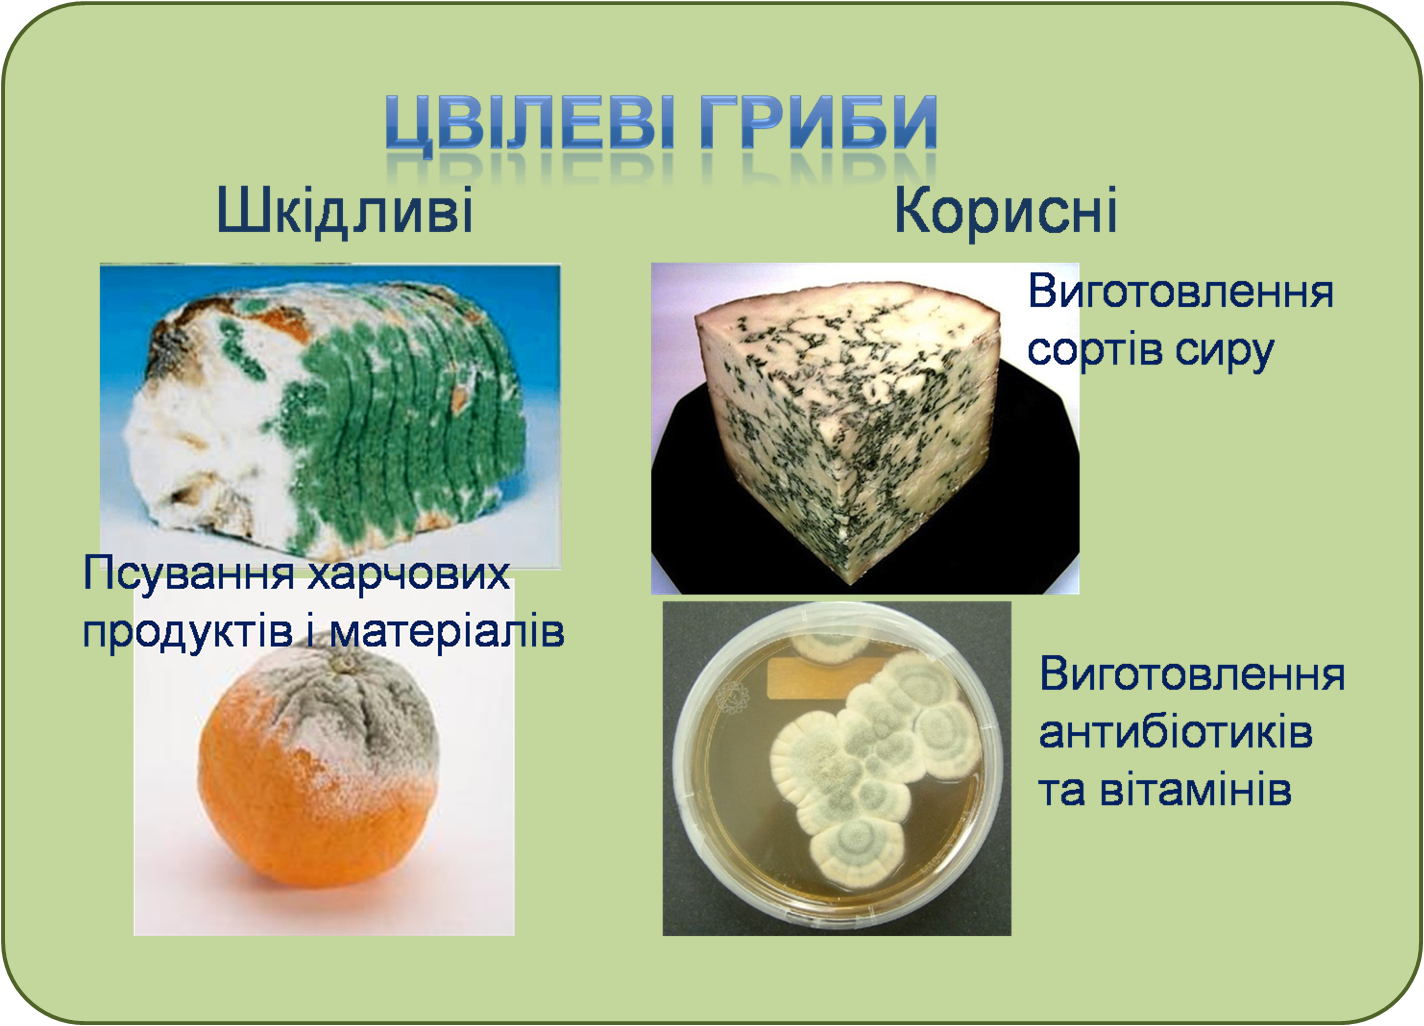 ЦВІЛЕВІ ГРИБИ
Шкідливі
Корисні
Виготовлення
сортів сиру
Псування харчових
продуктів і матеріалів
Виготовлення
антибіотиків
та вітамінів